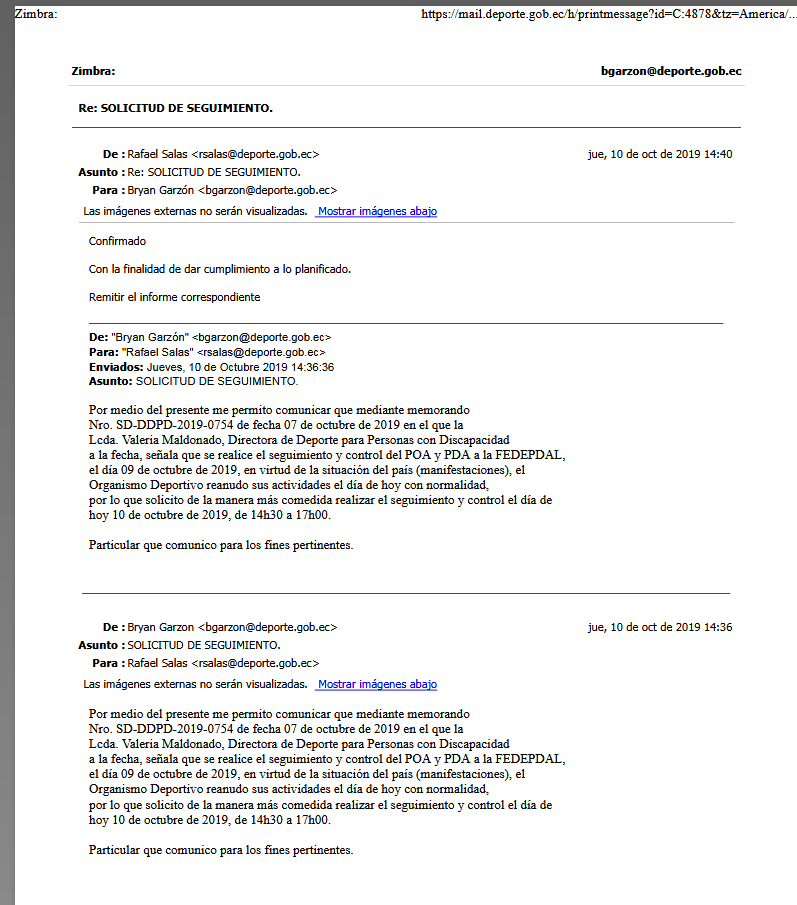 Zimbra:
https://mail.deporte.gob.ec/h/printmessage?id=C:4878&tz=America/...
Zimbra:
bgarzon@deporte.gob.ec
Re: SOLICITUD DE SEGUIMIENTO.
De : Rafael Salas <rsalas@deporte.gob.ec>
jue, 10 de oct de 2019 14:40
Asunto : Re: SOLICITUD DE SEGUIMIENTO.
Para : Bryan Garzón <bgarzon@deporte.gob.ec>
Las imágenes externas no serán visualizadas. Mostrar imágenes abajo
Confirmado
Con la finalidad de dar cumplimiento a lo planificado.
Remitir el informe correspondiente
De: "Bryan Garzón" <bgarzon@deporte.gob.ec>
Para: "Rafael Salas" <rsalas@deporte.gob.ec>
Enviados: Jueves, 10 de Octubre 2019 14:36:36
Asunto: SOLICITUD DE SEGUIMIENTO.
Por medio del presente me permito comunicar que mediante memorando
Nro. SD-DDPD-2019-0754 de fecha 07 de octubre de 2019 en el que la
Lcda. Valeria Maldonado, Directora de Deporte para Personas con Discapacidad
a la fecha, señala que se realice el seguimiento y control del POA y PDA a la FEDEPDAL,
el día 09 de octubre de 2019, en virtud de la situación del país (manifestaciones), el
Organismo Deportivo reanudo sus actividades el día de hoy con normalidad,
por lo que solicito de la manera más comedida realizar el seguimiento y control el día de
hoy 10 de octubre de 2019, de 14h30 a 17h00.
Particular que comunico para los fines pertinentes.
De : Bryan Garzon <bgarzon@deporte.gob.ec>
jue, 10 de oct de 2019 14:36
Asunto : SOLICITUD DE SEGUIMIENTO.
Para : Rafael Salas <rsalas@deporte.gob.ec>
Las imágenes externas no serán visualizadas. Mostrar imágenes abajo
Por medio del presente me permito comunicar que mediante memorando
Nro. SD-DDPD-2019-0754 de fecha 07 de octubre de 2019 en el que la
Lcda. Valeria Maldonado, Directora de Deporte para Personas con Discapacidad
a la fecha, señala que se realice el seguimiento y control del POA y PDA a la FEDEPDAL,
el día 09 de octubre de 2019, en virtud de la situación del país (manifestaciones), el
Organismo Deportivo reanudo sus actividades el día de hoy con normalidad,
por lo que solicito de la manera más comedida realizar el seguimiento y control el día de
hoy 10 de octubre de 2019, de 14h30 a 17h00.
Particular que comunico para los fines pertinentes.